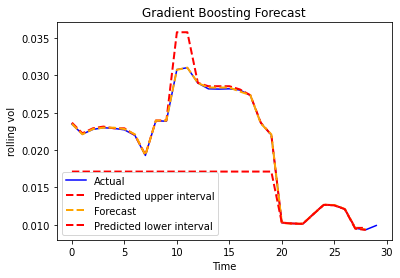 Gradient Boosting Forecast
rolling vol
0.035
0.030
0.025
0.020
0.015
0.010
Actual
Predicted upper interval
Forecast
Predicted lower interval
0 5 10 15 20 25 30
Time